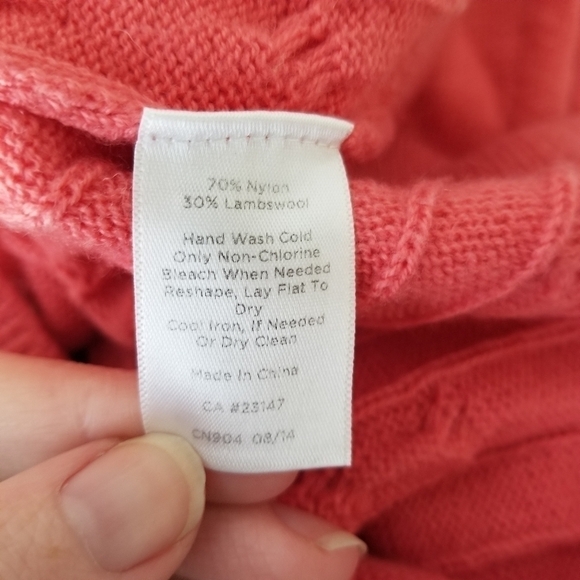 70% Nylon
30% Lambswool
Hand Wash Cold
Only Non-Chlorine
Bleach When Needed
Reshape, Lay Flat To
Dry
Cool Iron, If Needed
Or Dry Clean
Made In China
CA #23147
CN904 08/14